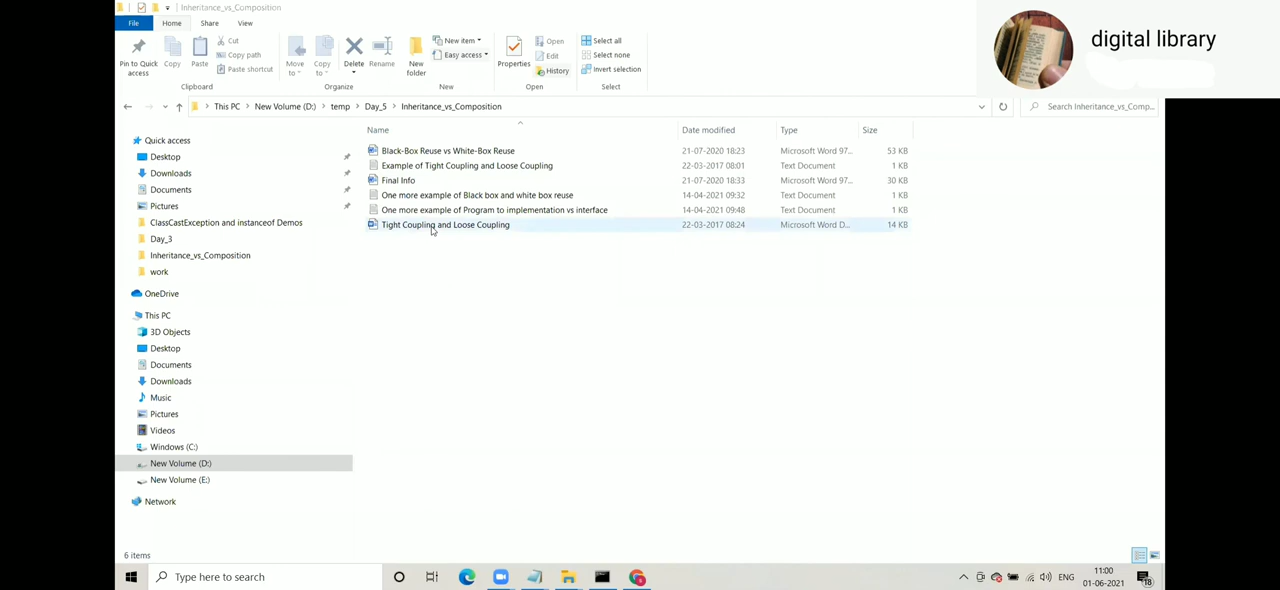 Inheritance_vs_Composition
File Home Share View
Pin to Quick access
Copy
Paste
Cut
Copy path
Paste shortcut
Clipboard
Move to
Copy to
Delete
Rename
Organize
New folder
New item
Easy access
New
Properties
Open
Edit
History
Open
Select all
Select none
Invert selection
Select
digital library
This PC > New Volume (D:) > temp > Day_5 > Inheritance_vs_Composition
Search Inheritance_vs_Comp...
Quick access
Desktop
Downloads
Documents
Pictures
ClassCastException and instanceof Demos
Day_3
Inheritance_vs_Composition
work
OneDrive
This PC
3D Objects
Desktop
Documents
Downloads
Music
Pictures
Videos
Windows (C:)
New Volume (D:)
New Volume (E:)
Network
Name Date modified Type Size
Black-Box Reuse vs White-Box Reuse 21-07-2020 18:23 Microsoft Word 97... 53 KB
Example of Tight Coupling and Loose Coupling 22-03-2017 08:01 Text Document 1 KB
Final Info 21-07-2020 18:33 Microsoft Word 97... 30 KB
One more example of Black box and white box reuse 14-04-2021 09:32 Text Document 1 KB
One more example of Program to implementation vs interface 14-04-2021 09:48 Text Document 1 KB
Tight Coupling and Loose Coupling 22-03-2017 08:24 Microsoft Word D... 14 KB
6 items
Type here to search
ENG
11:00
01-06-2021
18